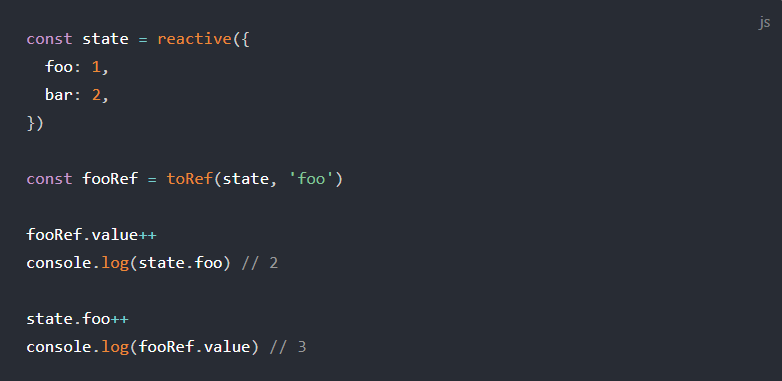 js
const state = reactive({
  foo: 1,
  bar: 2,
})

const fooRef = toRef(state, 'foo')

fooRef.value++
console.log(state.foo) // 2

state.foo++
console.log(fooRef.value) // 3